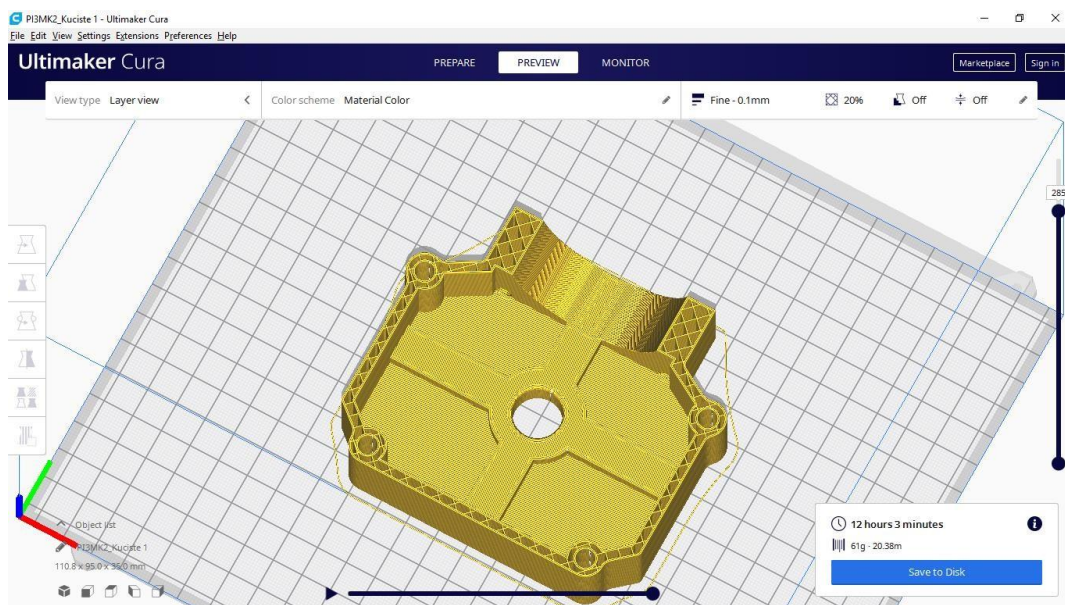 PI3MK2_Kuciste 1 - Ultimaker Cura
File Edit View Settings Extensions Preferences Help
Ultimaker Cura PREPARE PREVIEW MONITOR Marketplace Sign in
View type Layer view Color scheme Material Color Fine - 0.1mm 20% Off Off
285
Object list
PI3MK2_Kuciste 1
110.8 x 95.0 x 35.0 mm
12 hours 3 minutes
61g - 20.38m
Save to Disk